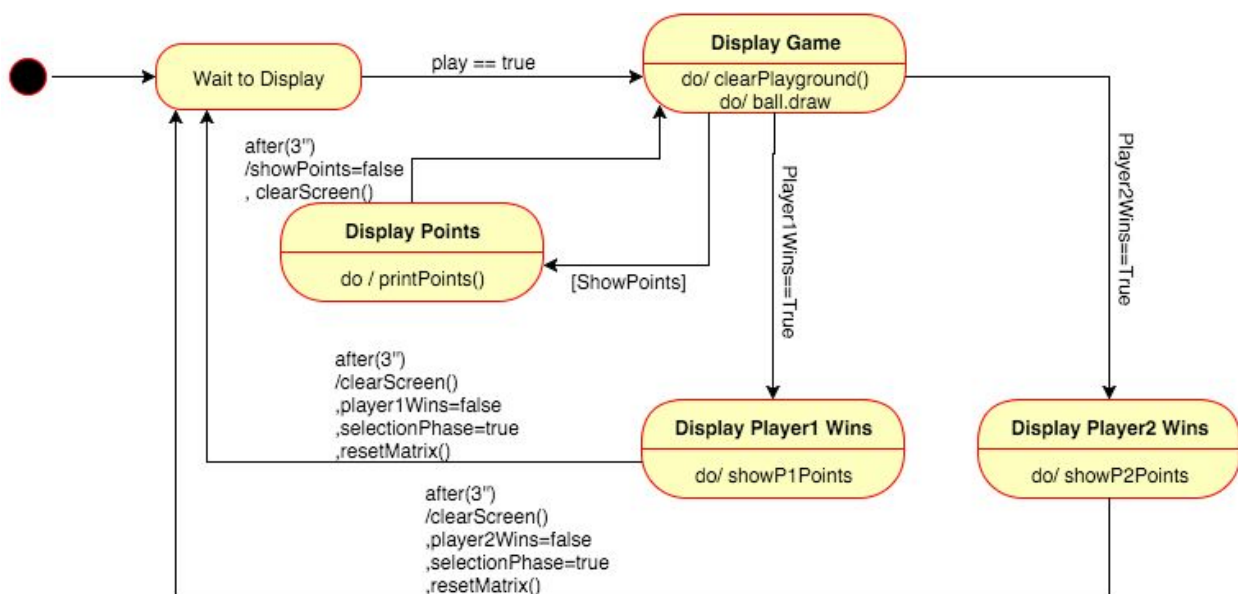 Wait to Display
play == true
Display Game
do/ clearPlayground()
do/ ball.draw
after(3")
/showPoints=false
, clearScreen()
Display Points
do / printPoints()
[ShowPoints]
Player1Wins==True
Player2Wins==True
after(3")
/clearScreen()
,player1Wins=false
,selectionPhase=true
,resetMatrix()
Display Player1 Wins
do/ showP1Points
Display Player2 Wins
do/ showP2Points
after(3")
/clearScreen()
,player2Wins=false
,selectionPhase=true
,resetMatrix()